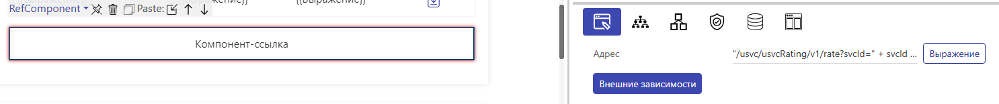 {{Выражение}}
RefComponent Paste:
Компонент-ссылка
Адрес "/usvc/usvcRating/v1/rate?svcId=" + svcId ... Выражение
Внешние зависимости